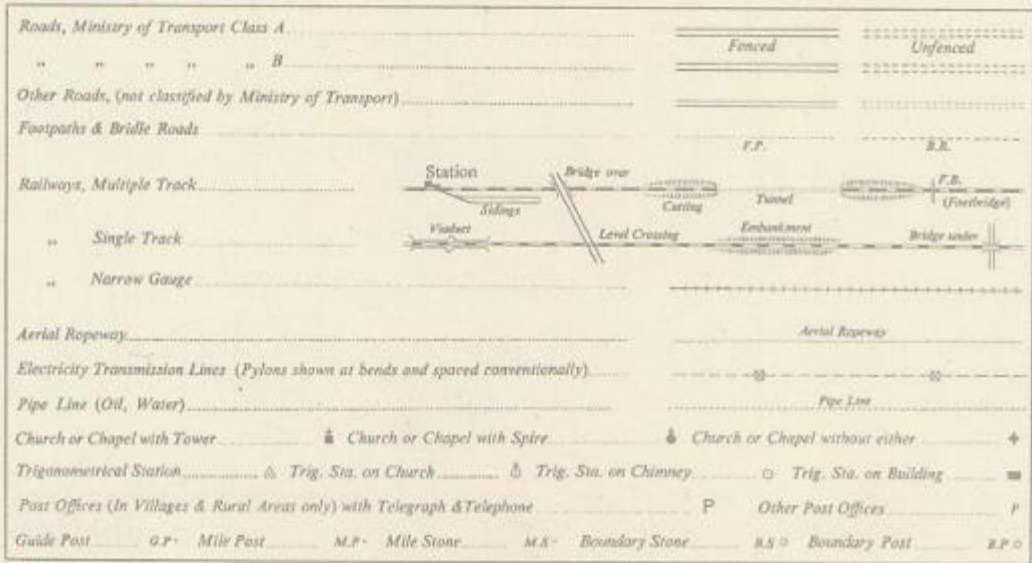 Roads, Ministry of Transport Class A
Fenced Unfenced
" " " " " B
Other Roads, (not classified by Ministry of Transport)
Footpaths & Bridle Roads F.P. B.R.
Railways, Multiple Track Station Sidings Bridge over Cutting Tunnel F.B. (Footbridge)
" Single Track Viaduct Level Crossing Embankment Bridge under
" Narrow Gauge
Aerial Ropeway Aerial Ropeway
Electricity Transmission Lines (Pylons shown at bends and spaced conventionally)
Pipe Line (Oil, Water) Pipe Line
Church or Chapel with Tower Church or Chapel with Spire Church or Chapel without either
Trigonometrical Station Trig. Sta. on Church Trig. Sta. on Chimney Trig. Sta. on Building
Post Offices (In Villages & Rural Areas only) with Telegraph & Telephone P Other Post Offices P
Guide Post G.P. Mile Post M.P. Mile Stone M.S. Boundary Stone B.S Boundary Post B.P